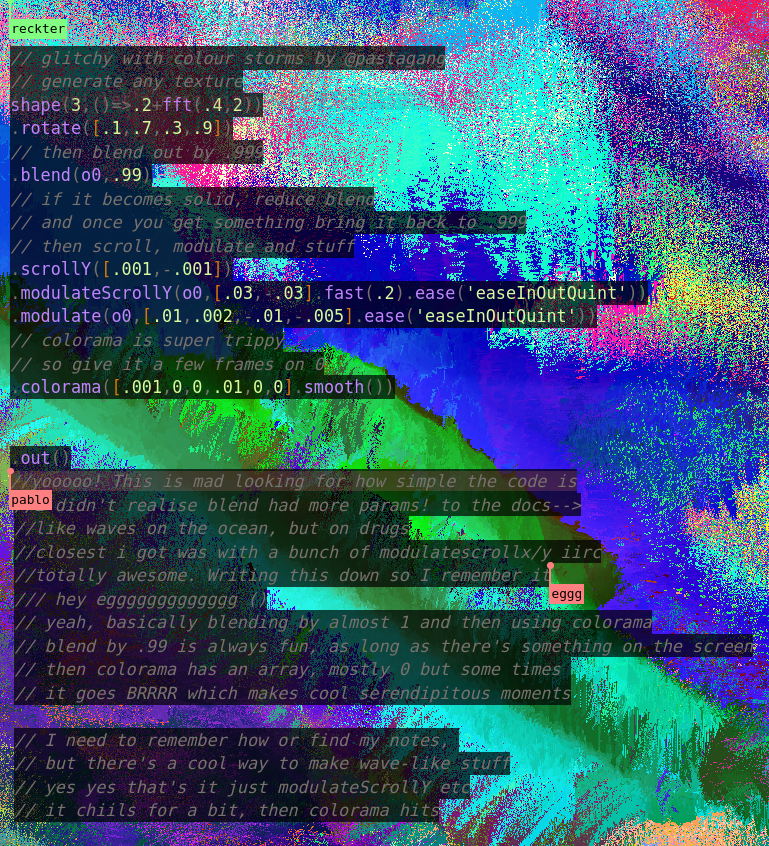 reckter
// glitchy with colour storms by @pastagang
// generate any texture
shape(3,()=>.2+fft(.4,2))
.rotate([.1,.7,.3,.9])
// then blend out by .999
.blend(o0,.99)
// if it becomes solid, reduce blend
// and once you get something bring it back to .999
// then scroll, modulate and stuff
.scrollY([.001,-.001])
.modulateScrollY(o0,[.03,-.03].fast(.2).ease('easeInOutQuint'))
.modulate(o0,[.01,.002,-.01,-.005].ease('easeInOutQuint'))
// colorama is super trippy
// so give it a few frames on 0
.colorama([.001,0,0,.01,0,0].smooth())
.out()
//yooooo! This is mad looking for how simple the code is
pablo
didn't realise blend had more params! to the docs-->
//like waves on the ocean, but on drugs
//closest i got was with a bunch of modulatescrollx/y iirc
//totally awesome. Writing this down so I remember it
eggg
/// hey eggggggggggggg ()
// yeah, basically blending by almost 1 and then using colorama
// blend by .99 is always fun, as long as there's something on the screen
// then colorama has an array, mostly 0 but some times
// it goes BRRRR which makes cool serendipitous moments
// I need to remember how or find my notes,
// but there's a cool way to make wave-like stuff
// yes yes that's it just modulateScrollY etc
// it chiils for a bit, then colorama hits